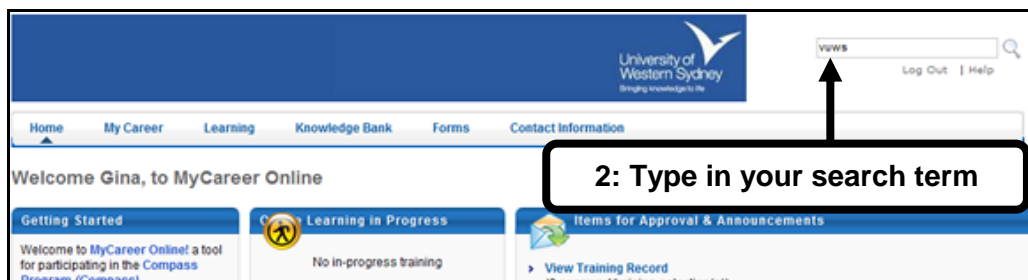 University of
Western Sydney
Bringing knowledge to life
vuws
Log Out | Help
Home My Career Learning Knowledge Bank Forms Contact Information
2: Type in your search term
Welcome Gina, to MyCareer Online
Getting Started
Learning in Progress
Items for Approval & Announcements
Welcome to MyCareer Online! a tool
for participating in the Compass
Program (Compass)
No in-progress training
View Training Record